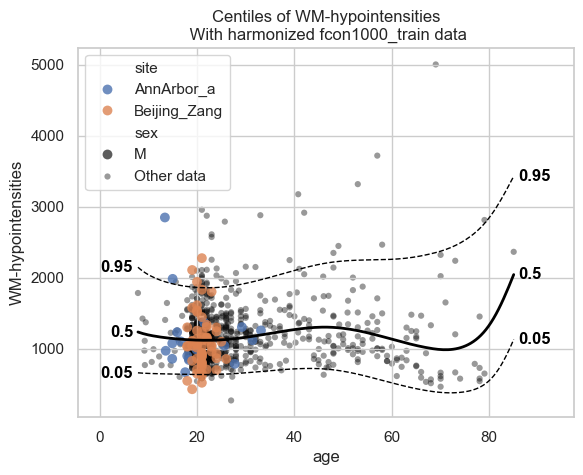 Centiles of WM-hypointensities
With harmonized fcon1000_train data
5000
4000
3000
2000
1000
WM-hypointensities
site
AnnArbor_a
Beijing_Zang
sex
M
Other data
0.95
0.5
0.05
0.95
0.5
0.05
0
20
40
60
80
age